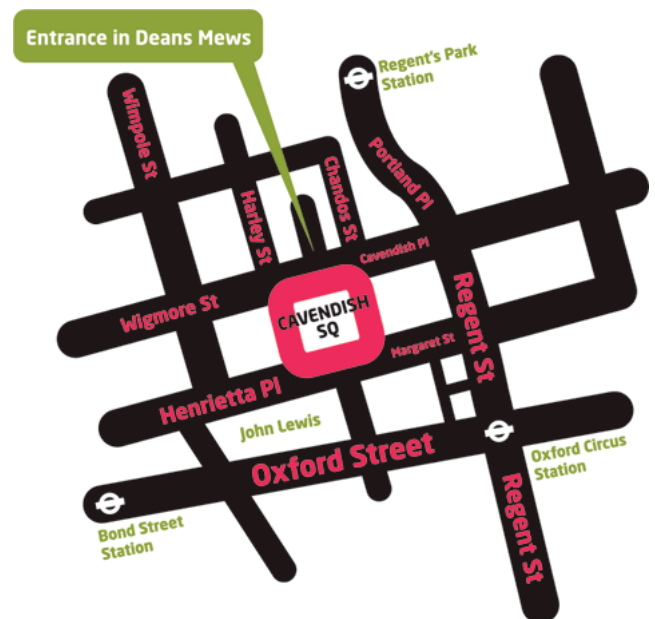 Entrance in Deans Mews
Regent's Park
Station
Wimpole St
Harley St
Chandos St
Portland Pl
Cavendish Pl
Wigmore St
CAVENDISH
SQ
Regent St
Margaret St
Henrietta Pl
John Lewis
Oxford Street
Oxford Circus
Station
Bond Street
Station
Regent St